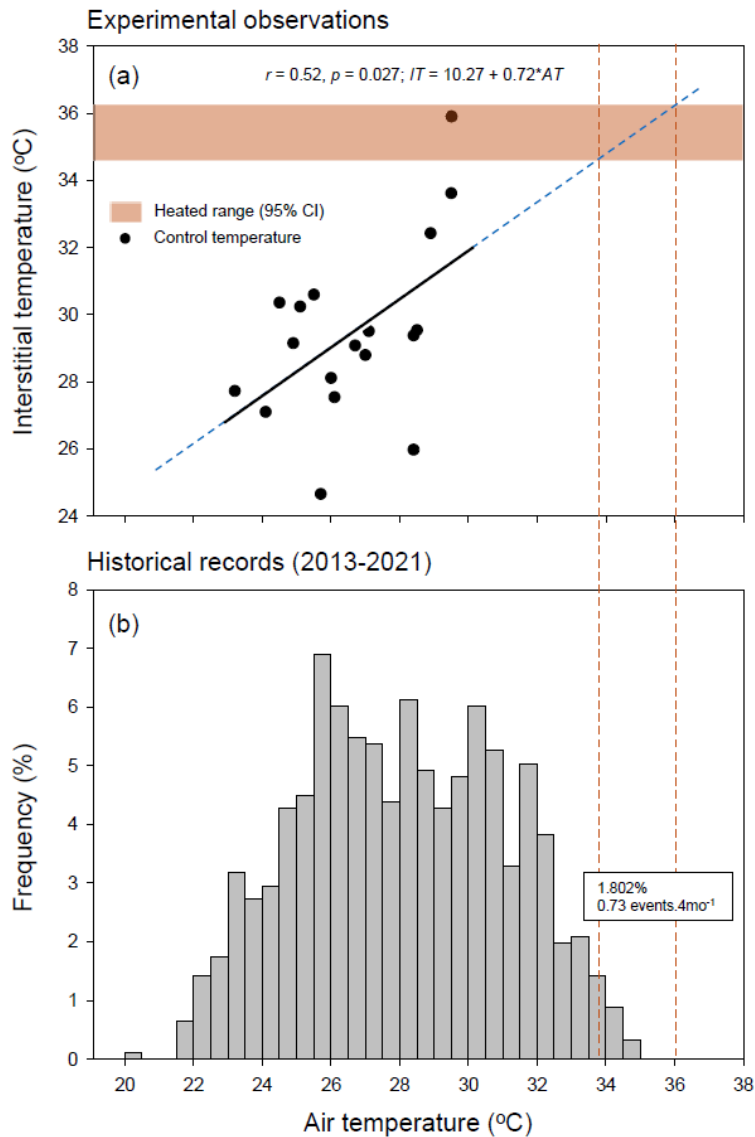 Experimental observations
38
36
34
32
30
28
26
24
Interstitial temperature (ºC)
(a)
r = 0.52, p = 0.027; IT = 10.27 + 0.72*AT
Heated range (95% CI)
Control temperature
Historical records (2013-2021)
8
7
6
5
4
3
2
1
0
Frequency (%)
(b)
1.802%
0.73 events.4mo⁻¹
20 22 24 26 28 30 32 34 36 38
Air temperature (ºC)